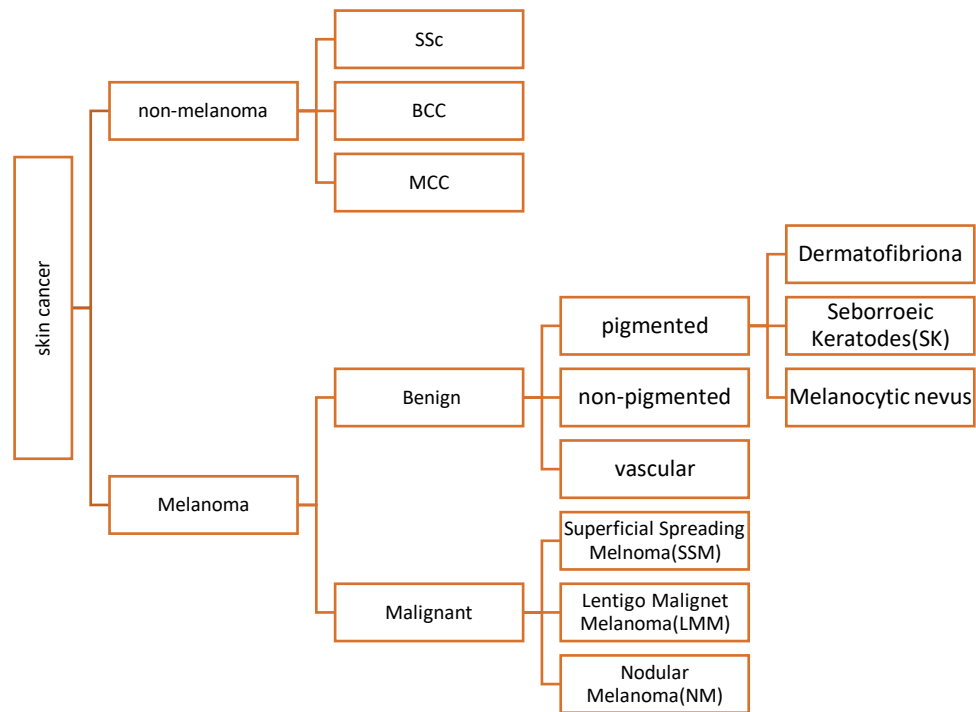 skin cancer
non-melanoma
SSc
BCC
MCC
Melanoma
Benign
pigmented
Dermatofibriona
Seborroeic
Keratodes(SK)
Melanocytic nevus
non-pigmented
vascular
Malignant
Superficial Spreading
Melnoma(SSM)
Lentigo Malignet
Melanoma(LMM)
Nodular
Melanoma(NM)